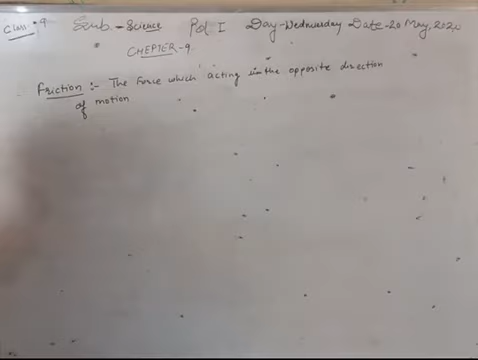 Class. 9 Sub. - Science Pd I Day - Wednesday Date - 20 May, 2020
CHEPTER - 9
Friction :- The Force which acting in the opposite direction
of motion